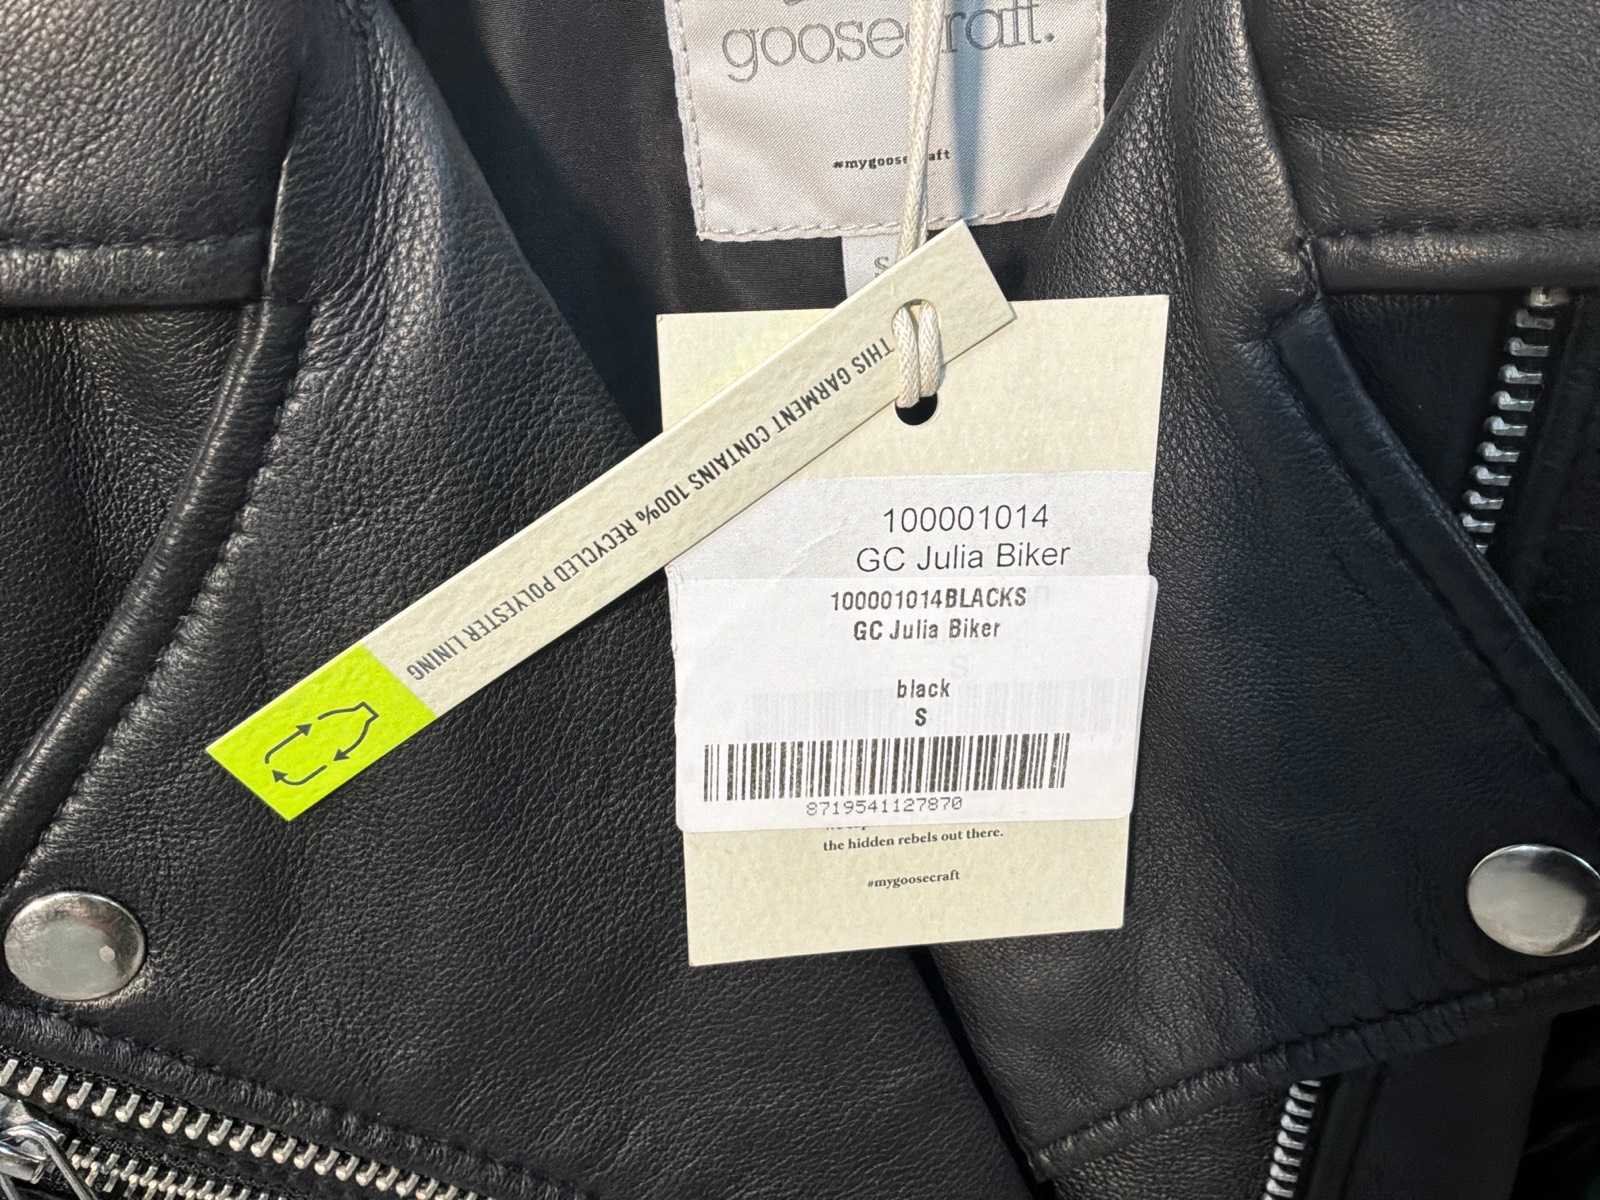 goosecraft.
#mygoosecraft
S
THIS GARMENT CONTAINS 100% RECYCLED POLYESTER LINING
100001014
GC Julia Biker
100001014BLACKS
GC Julia Biker
black
S
8719541127870
the hidden rebels out there.
#mygoosecraft